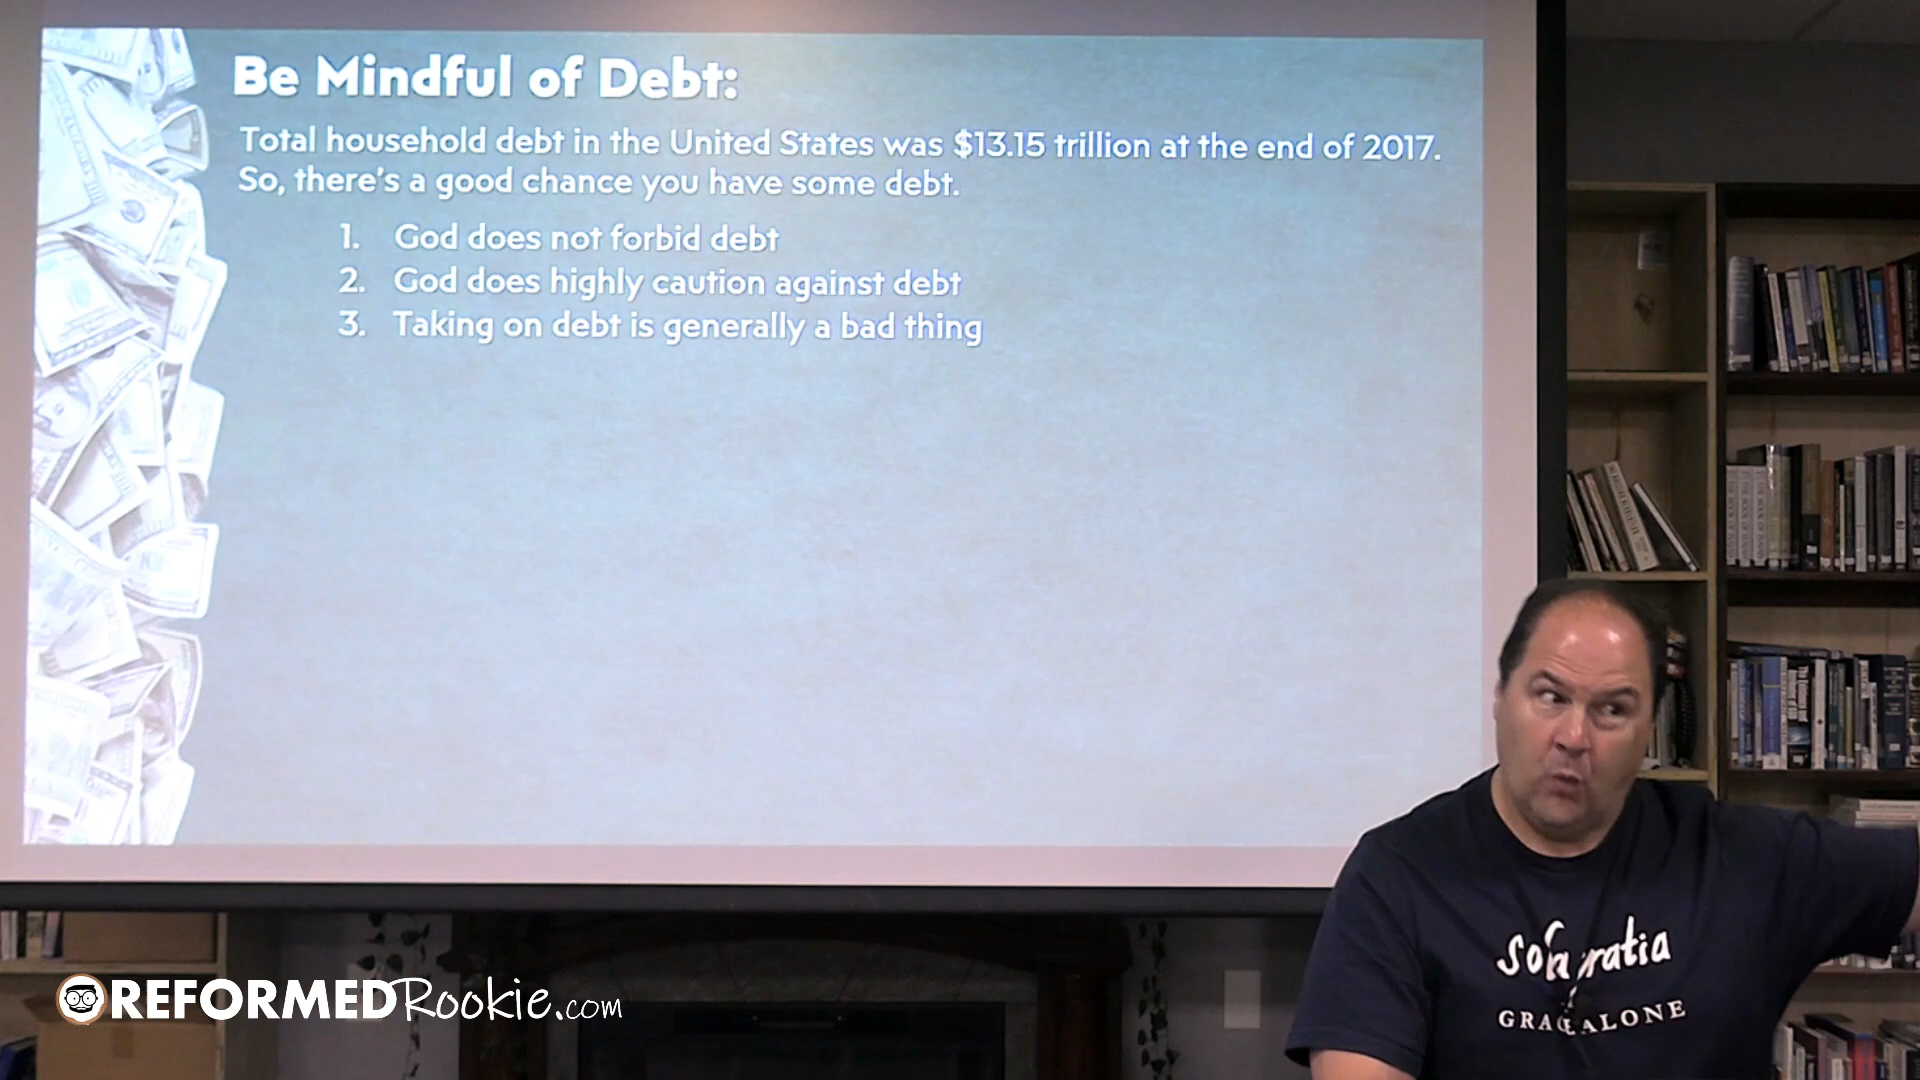 Be Mindful of Debt:
Total household debt in the United States was $13.15 trillion at the end of 2017.
So, there's a good chance you have some debt.
1. God does not forbid debt
2. God does highly caution against debt
3. Taking on debt is generally a bad thing
Sola Gratia
GRACE ALONE
REFORMEDRookie.com